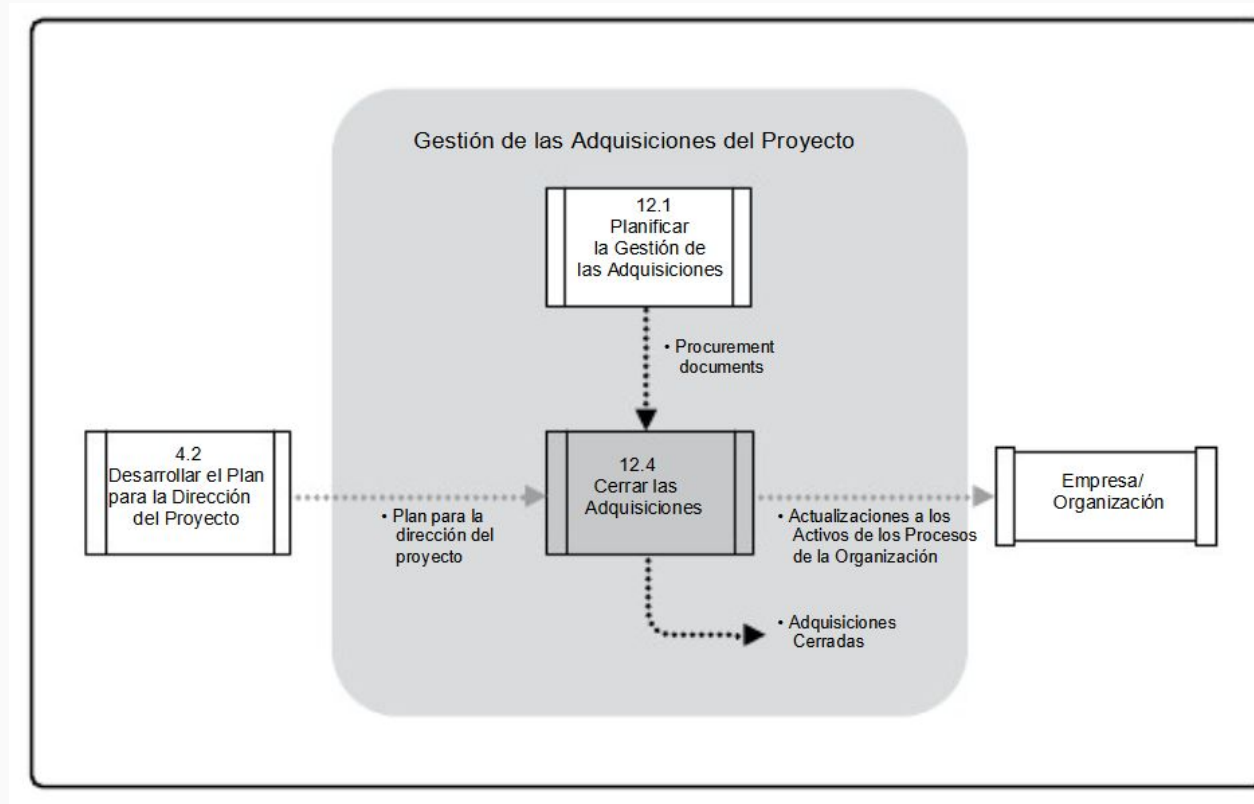 Gestión de las Adquisiciones del Proyecto
12.1
Planificar
la Gestión de
las Adquisiciones
• Procurement
documents
4.2
Desarrollar el Plan
para la Dirección
del Proyecto
• Plan para la
dirección del
proyecto
12.4
Cerrar las
Adquisiciones
• Actualizaciones a los
Activos de los Procesos
de la Organización
Empresa/
Organización
• Adquisiciones
Cerradas